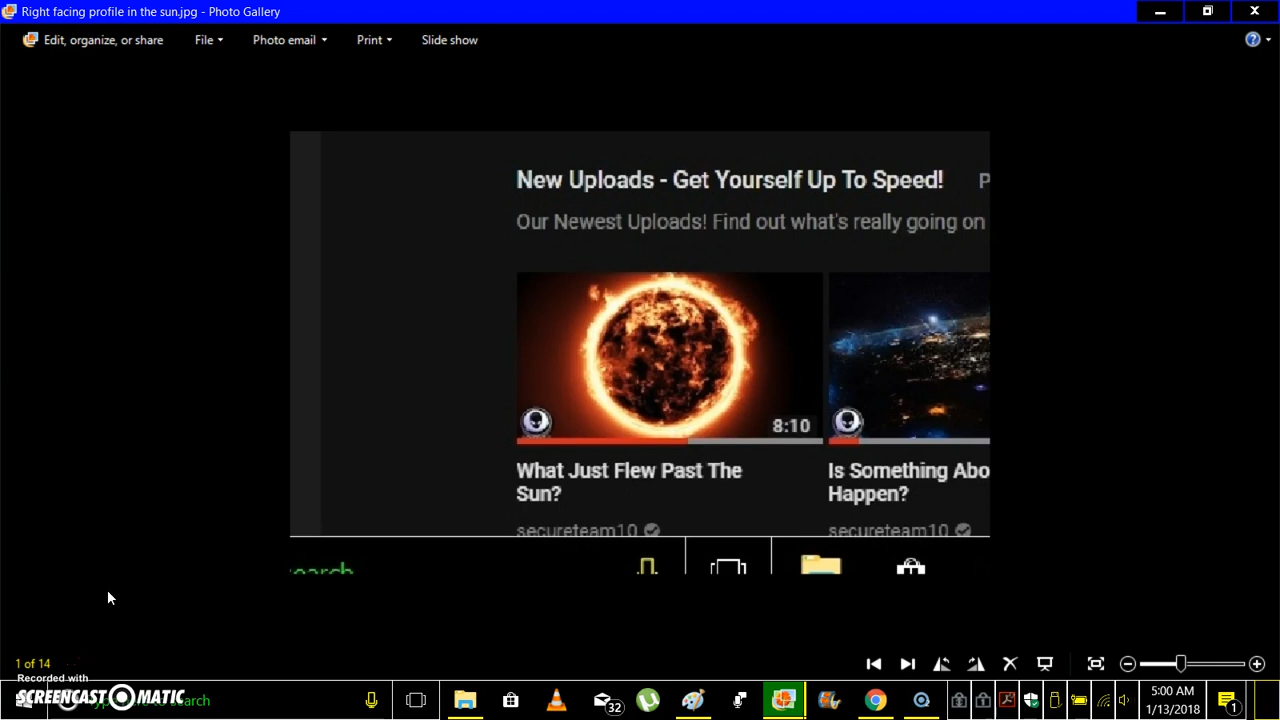 Right facing profile in the sun.jpg - Photo Gallery
Edit, organize, or share File Photo email Print Slide show
New Uploads - Get Yourself Up To Speed! P
Our Newest Uploads! Find out what's really going on
8:10
What Just Flew Past The
Sun?
secureteam10
Is Something Abo
Happen?
secureteam10
earch
1 of 14
Recorded with
SCREENCAST MATIC
to search
32
5:00 AM
1/13/2018
1